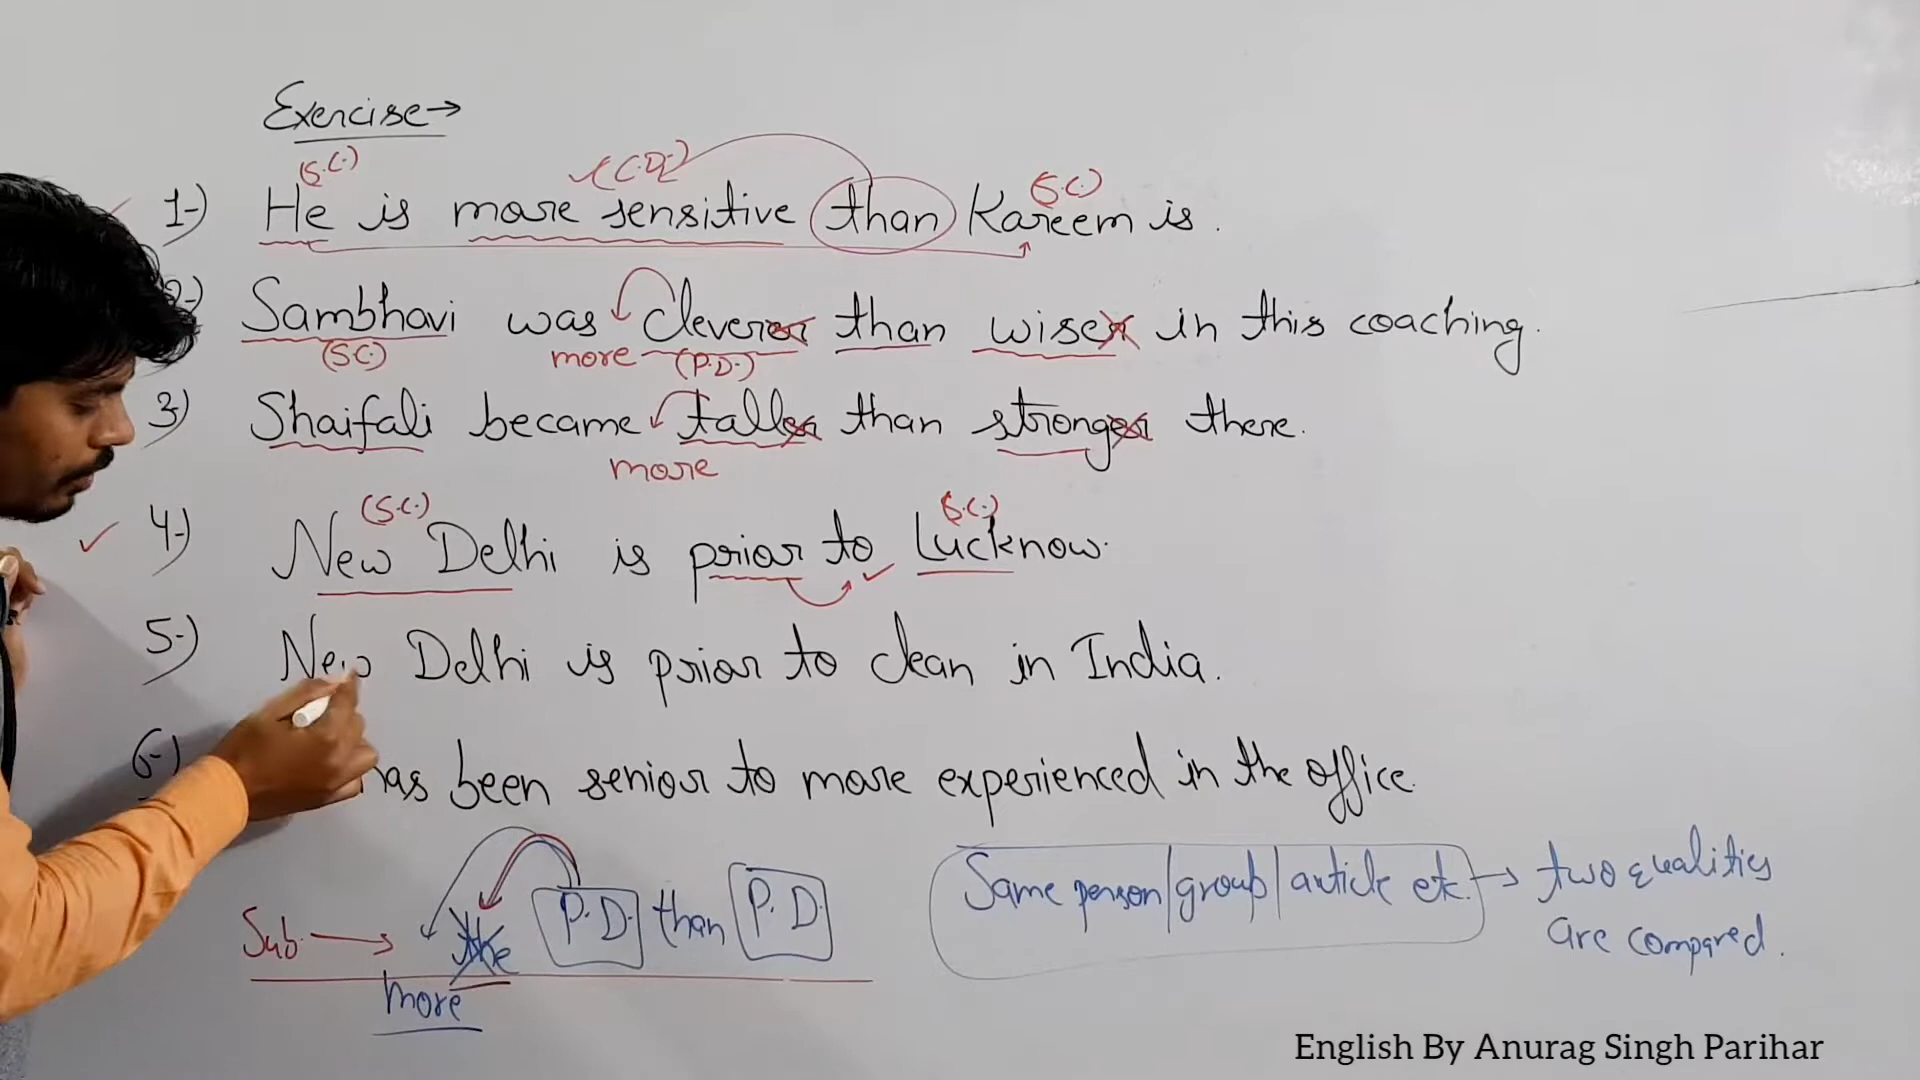 Exercise →
(S.C.) (C.D.) (S.C.)
1-) He is more sensitive than Kareem is.
2-) Sambhavi was cleverer than wiser in this coaching.
(S.C.) more (P.D.)
3-) Shaifali became taller than stronger there.
more
(S.C.) (S.C.)
4-) New Delhi is prior to Lucknow.
5-) New Delhi is prior to clean in India.
6-) has been senior to more experienced in the office.
Sub. → the P.D. than P.D.
more
Same person/group/article etc. → two qualities
are compared.
English By Anurag Singh Parihar